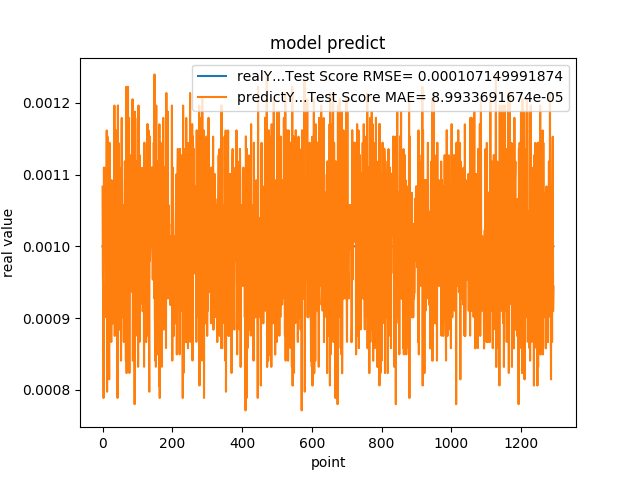 model predict
realY...Test Score RMSE= 0.000107149991874
predictY...Test Score MAE= 8.9933691674e-05
0.0012
0.0011
0.0010
0.0009
0.0008
real value
0 200 400 600 800 1000 1200
point